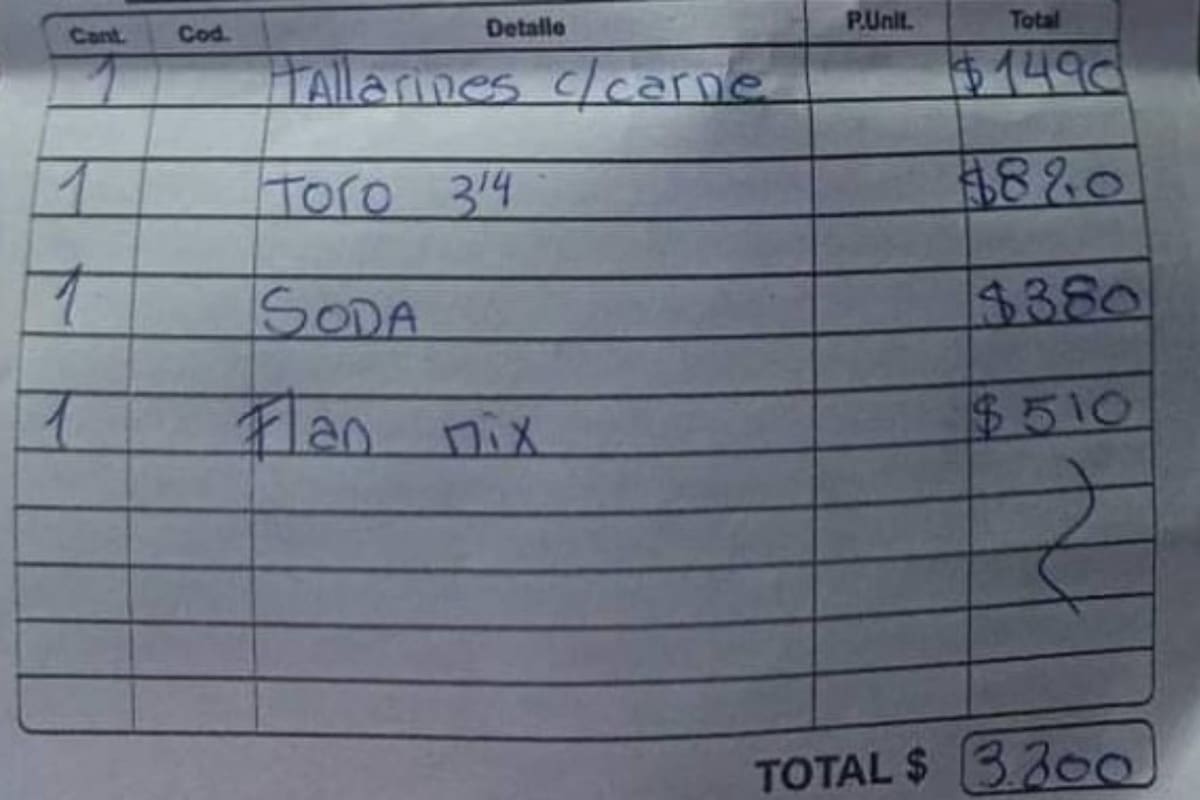 Cant. Cod. Detalle P.Unit. Total
1 TAllarines c/carne $1490
1 TORO 3/4 $820
1 SODA $380
1 Flan mix $510
TOTAL $ 3.200